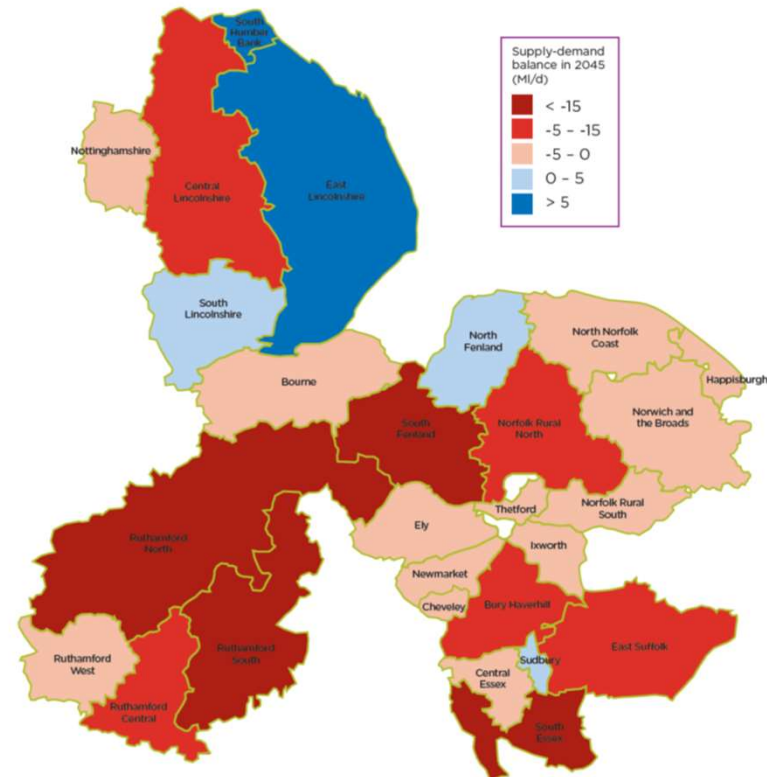 South
Humber
Bank
Supply-demand
balance in 2045
(Ml/d)
< -15
-5 – -15
-5 – 0
0 – 5
> 5
Nottinghamshire
Central
Lincolnshire
East
Lincolnshire
South
Lincolnshire
North
Fenland
North Norfolk
Coast
Happisburgh
Bourne
South
Fenland
Norfolk Rural
North
Norwich and
the Broads
Ely
Thetford
Norfolk Rural
South
Ruthamford
North
Ixworth
Newmarket
Cheveley
Bury Haverhill
Ruthamford
West
Ruthamford
South
Sudbury
East Suffolk
Central
Essex
Ruthamford
Central
South
Essex